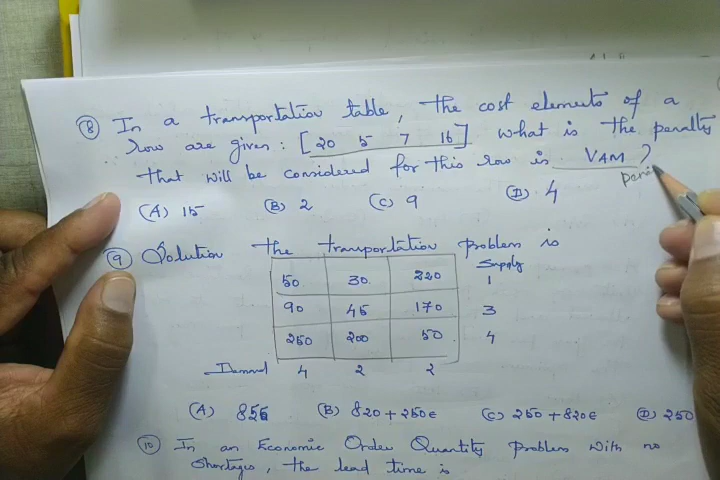 ⑧ In a transportation table, the cost elements of a
row are given: [20 5 7 16] what is the penalty
that will be considered for this row in VAM?
(A) 15 (B) 2 (C) 9 (D) 4
⑨ Solution the transportation problem is
Supply
50 30 220 1
90 45 170 3
250 200 50 4
Demand 4 2 2
(A) 855 (B) 820 + 250ε (C) 250 + 820ε (D) 250
⑩ In an Economic Order Quantity problem with no
shortages, the lead time is